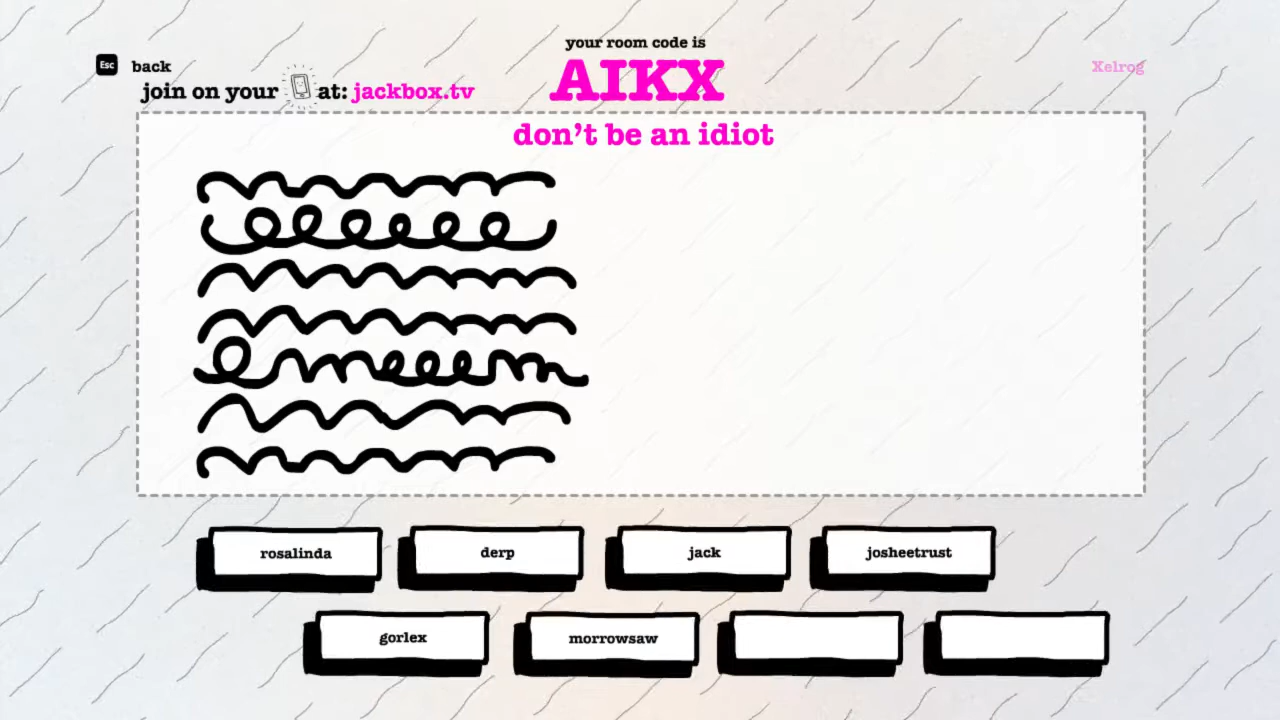 your room code is
Esc back
AIKX
Xelrog
join on your at: jackbox.tv
don't be an idiot
rosalinda
derp
jack
josheetrust
gorlex
morrowsaw